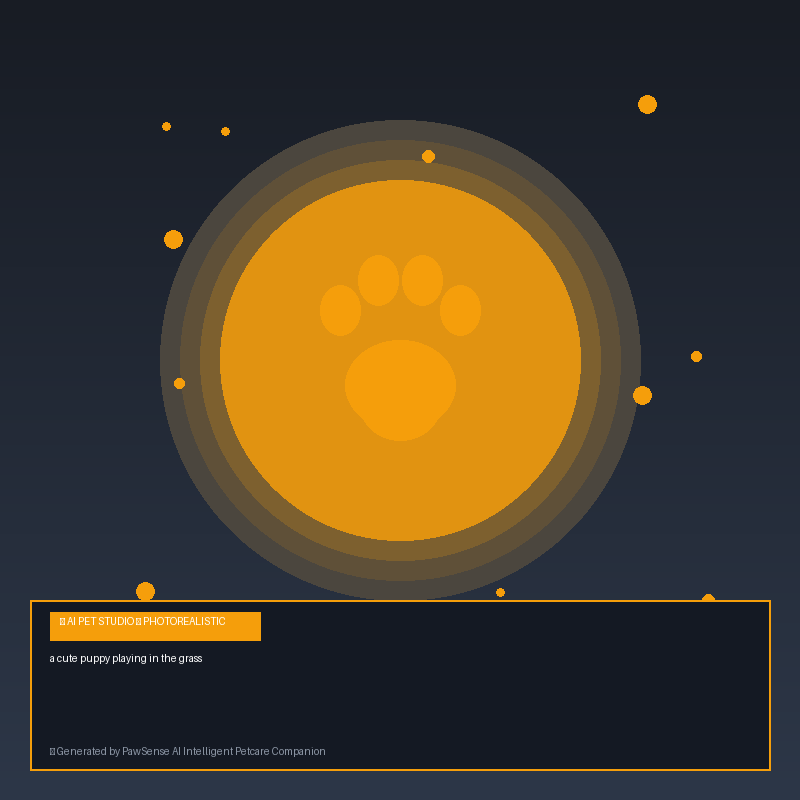 AI PET STUDIO PHOTOREALISTIC
a cute puppy playing in the grass
Generated by PawSense AI Intelligent Petcare Companion